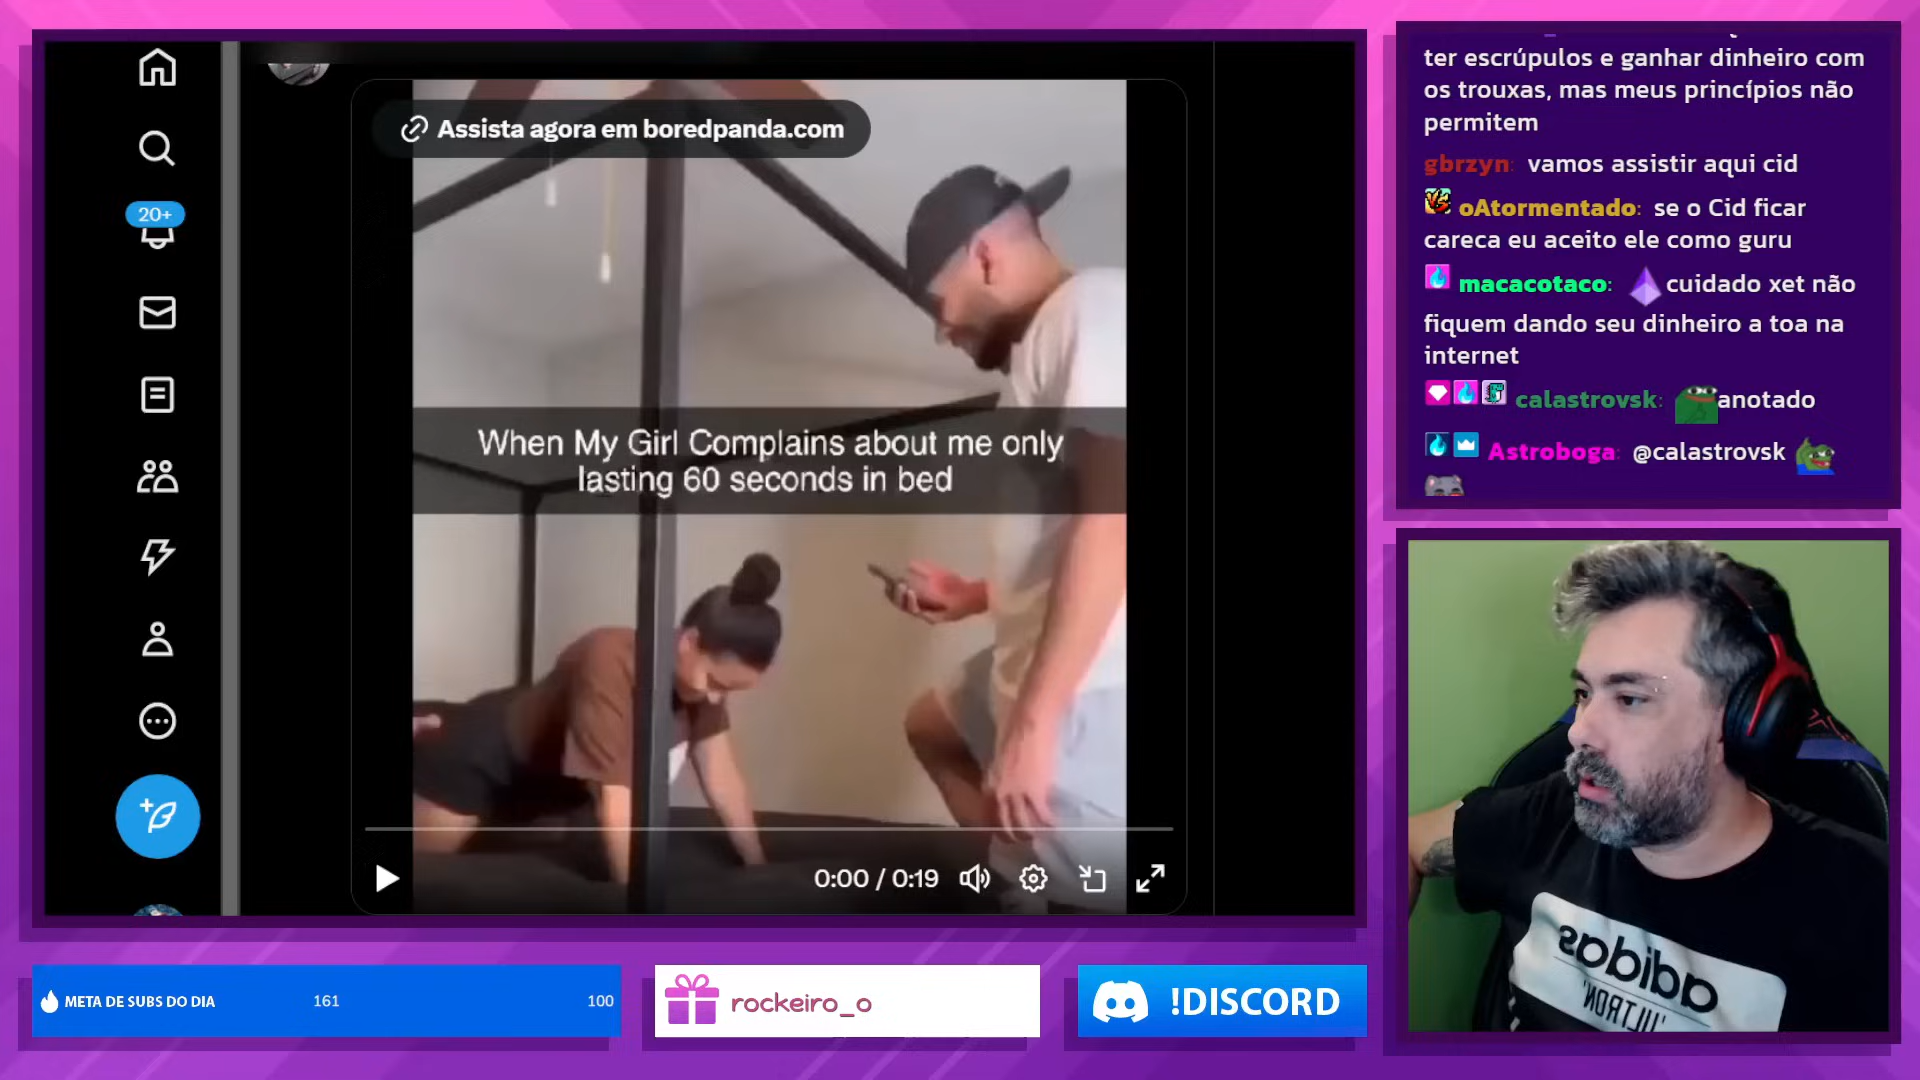 20+
Assista agora em boredpanda.com
When My Girl Complains about me only
lasting 60 seconds in bed
0:00 / 0:19
ter escrúpulos e ganhar dinheiro com
os trouxas, mas meus princípios não
permitem
gbrzyn: vamos assistir aqui cid
oAtormentado: se o Cid ficar
careca eu aceito ele como guru
macacotaco: cuidado xet não
fiquem dando seu dinheiro a toa na
internet
calastrovsk: anotado
Astroboga: @calastrovsk
adidas
META DE SUBS DO DIA 161 100
rockeiro_o
!DISCORD